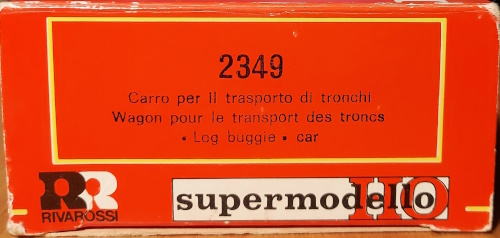 2349
Carro per il trasporto di tronchi
Wagon pour le transport des troncs
« Log buggie » car
RR
RIVAROSSI
supermodello HO